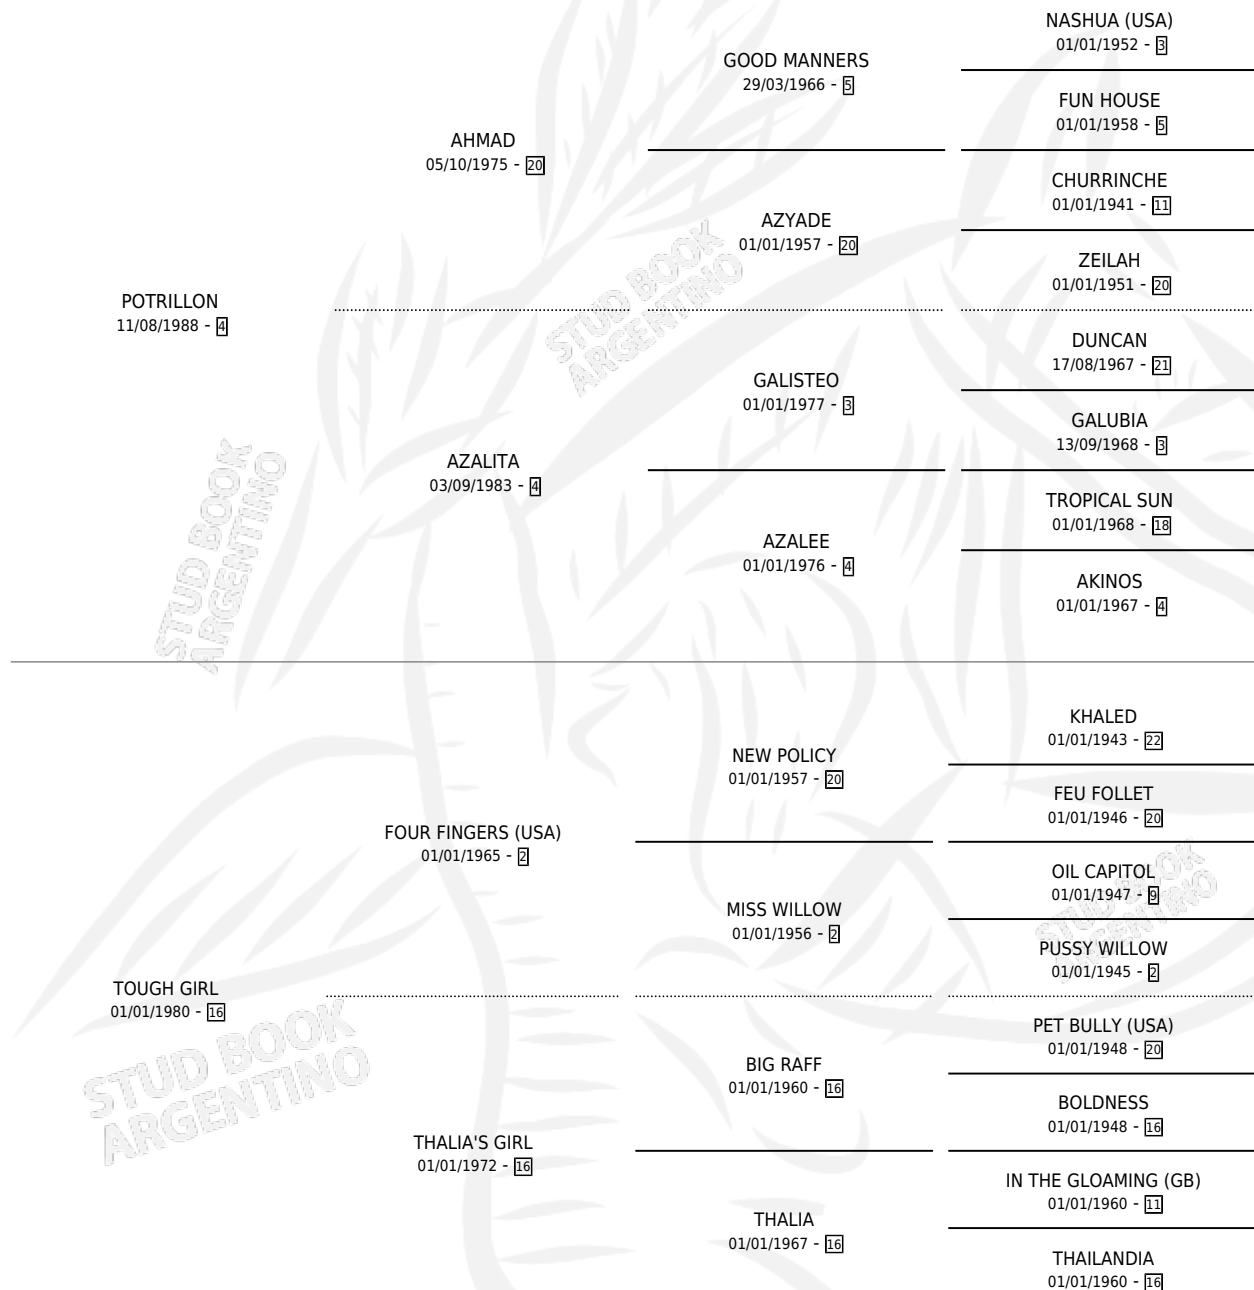 NASHUA (USA)
01/01/1952 - 3
GOOD MANNERS
29/03/1966 - 5
FUN HOUSE
01/01/1958 - 5
AHMAD
05/10/1975 - 20
CHURRINCHE
01/01/1941 - 11
AZYADE
01/01/1957 - 20
ZEILAH
01/01/1951 - 20
STUD BOOK
ARGENTINO
POTRILLON
11/08/1988 - 4
DUNCAN
17/08/1967 - 21
GALISTEO
01/01/1977 - 3
GALUBIA
13/09/1968 - 3
AZALITA
03/09/1983 - 4
TROPICAL SUN
01/01/1968 - 18
AZALEE
01/01/1976 - 4
AKINOS
01/01/1967 - 4
STUD BOOK
ARGENTINO
KHALED
01/01/1943 - 22
NEW POLICY
01/01/1957 - 20
FEU FOLLET
01/01/1946 - 20
FOUR FINGERS (USA)
01/01/1965 - 2
OIL CAPITOL
01/01/1947 - 9
MISS WILLOW
01/01/1956 - 2
STUD BOOK
ARGENTINO
PUSSY WILLOW
01/01/1945 - 2
TOUGH GIRL
01/01/1980 - 16
PET BULLY (USA)
01/01/1948 - 20
STUD BOOK
ARGENTINO
BIG RAFF
01/01/1960 - 16
BOLDNESS
01/01/1948 - 16
THALIA'S GIRL
01/01/1972 - 16
IN THE GLOAMING (GB)
01/01/1960 - 11
THALIA
01/01/1967 - 16
THAILANDIA
01/01/1960 - 16